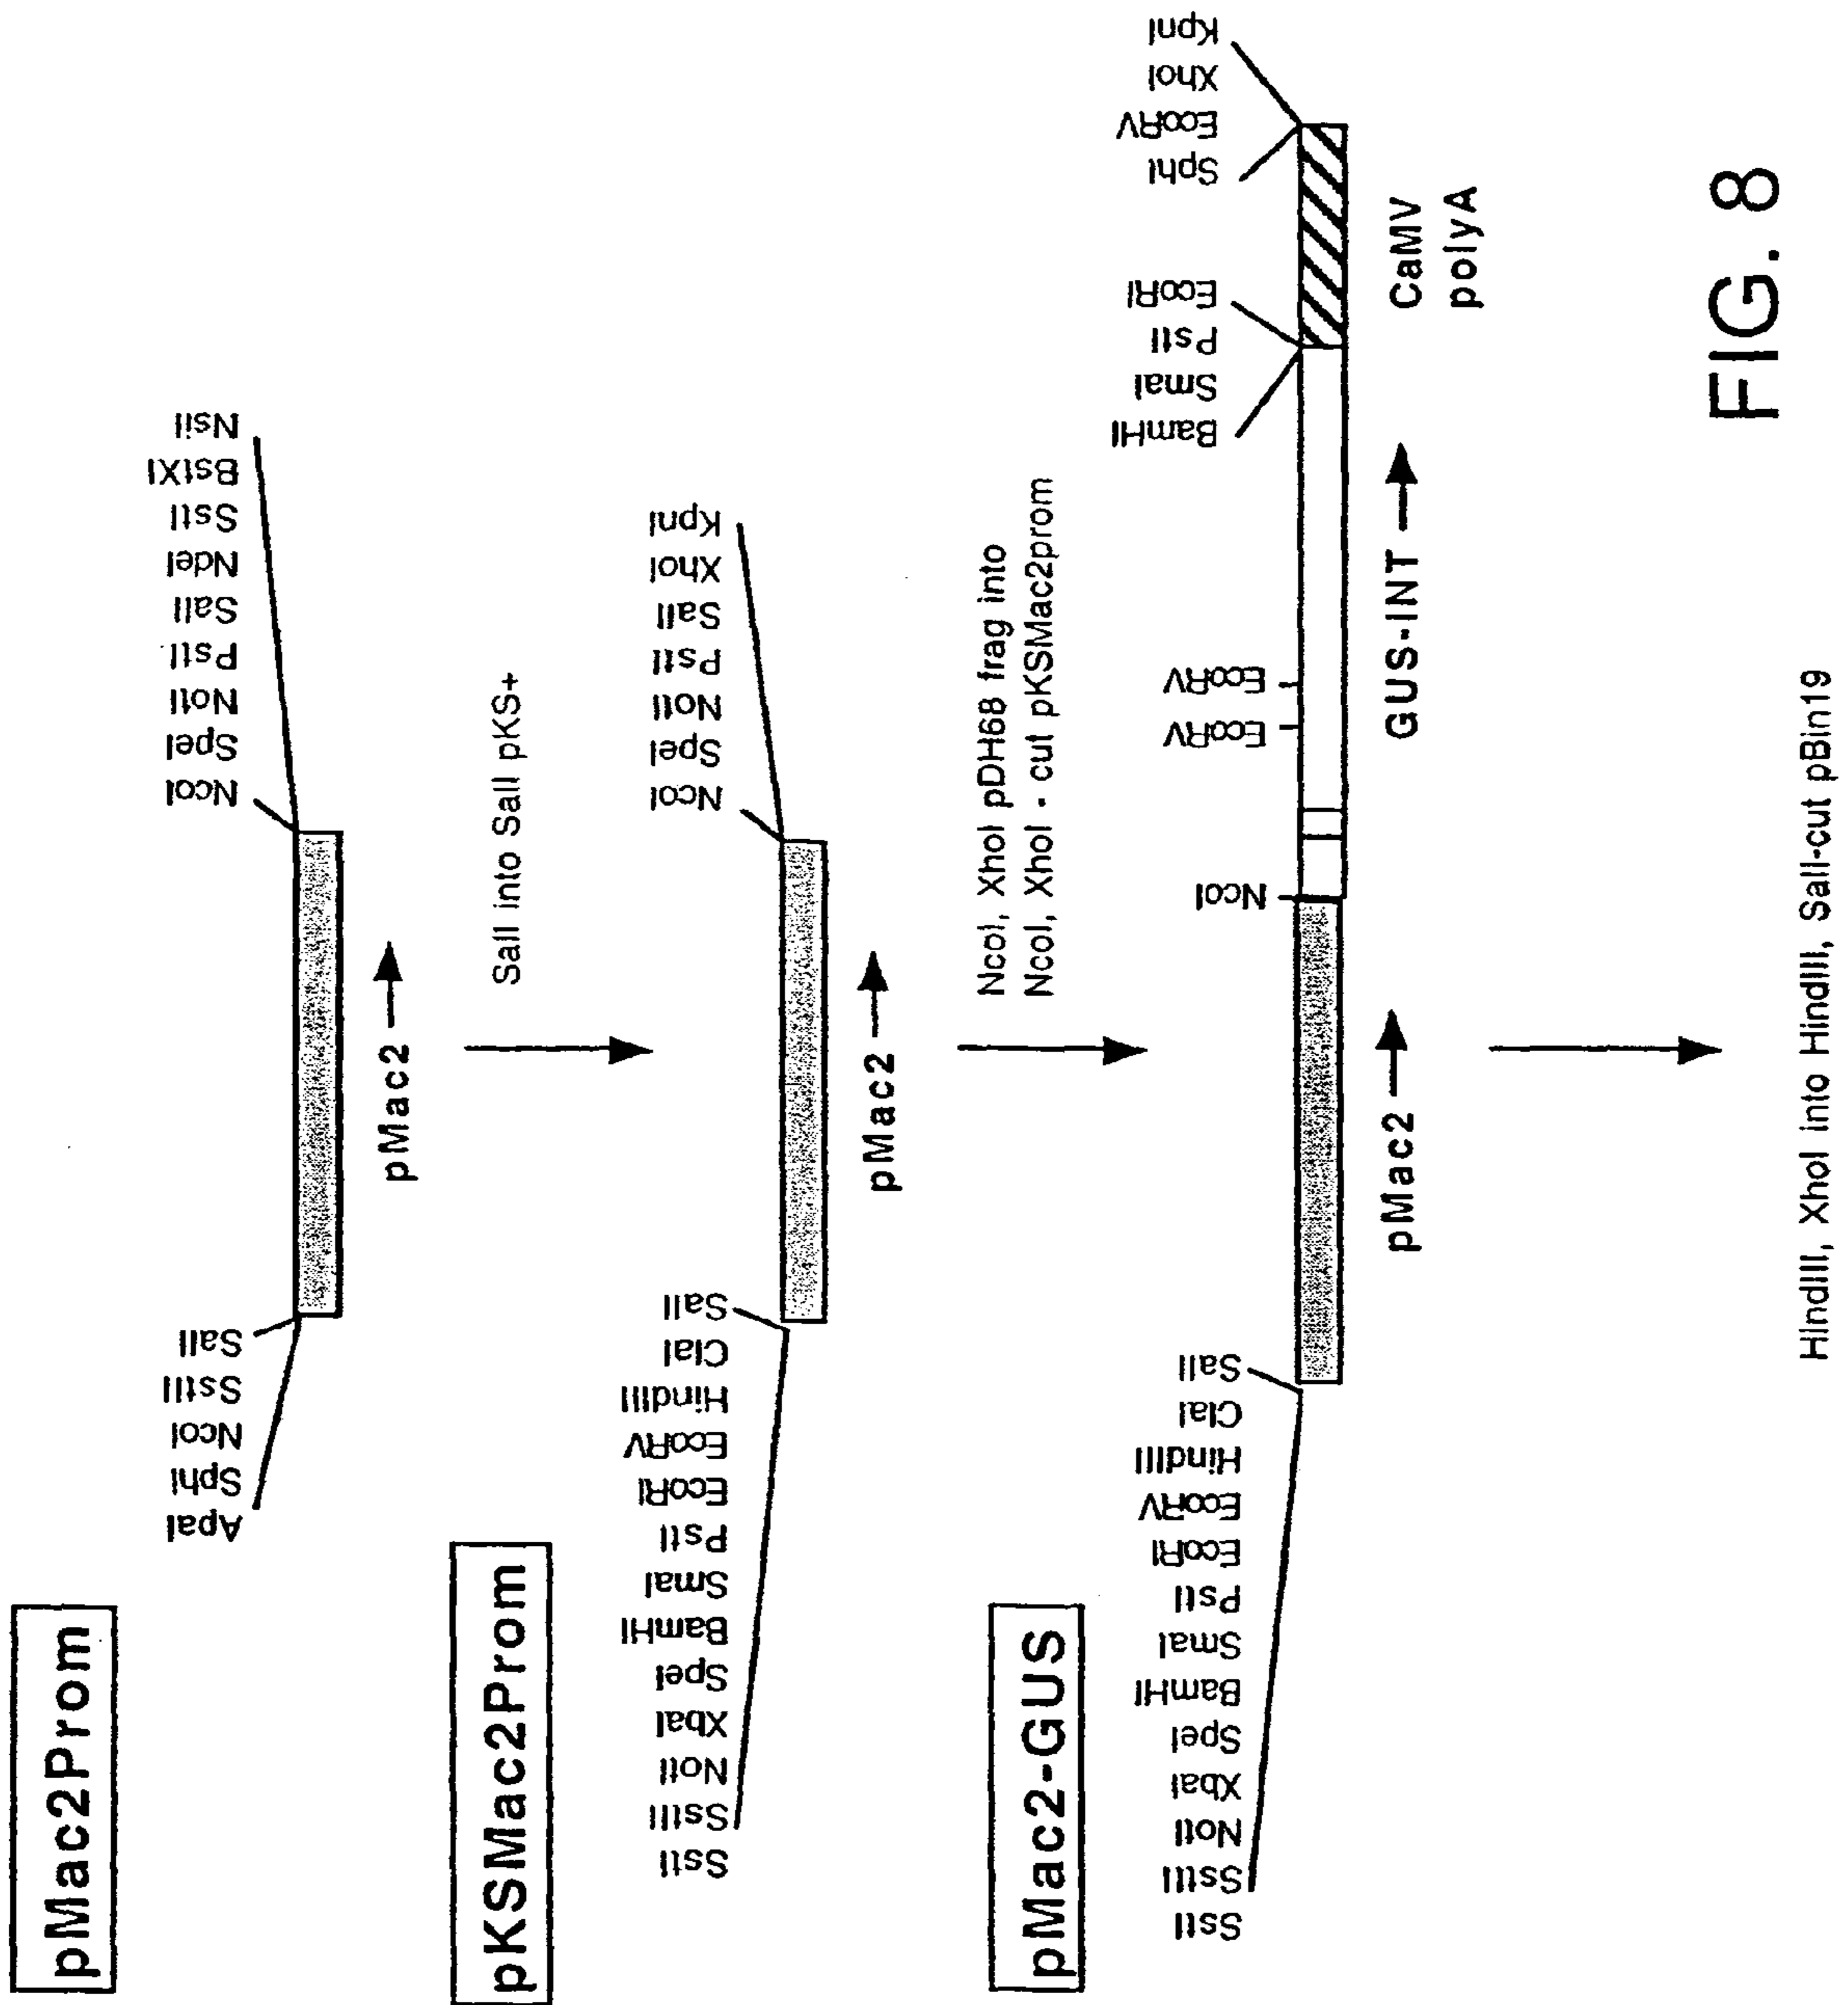 pMac2Prom
ApaI
SphI
NcoI
SstII
SalI
NcoI
SpeI
NotI
PstI
SalI
NdeI
SstI
BstXI
NsiI
pMac2
SalI into SalI pKS+
pKSMac2Prom
SstI
SstII
NotI
XbaI
SpeI
BamHI
SmaI
PstI
EcoRI
EcoRV
HindIII
ClaI
SalI
NcoI
SpeI
NotI
PstI
SalI
XhoI
KpnI
pMac2
NcoI, XhoI pDH68 frag into
NcoI, XhoI - cut pKSMac2prom
pMac2-GUS
SstI
SstII
NotI
XbaI
SpeI
BamHI
SmaI
PstI
EcoRI
EcoRV
HindIII
ClaI
SalI
NcoI
EcoRV
EcoRV
BamHI
SmaI
PstI
EcoRI
SphI
EcoRV
XhoI
KpnI
pMac2
GUS-INT
CaMV
polyA
HindIII, XhoI into HindIII, SalI-cut pBin19
FIG. 8